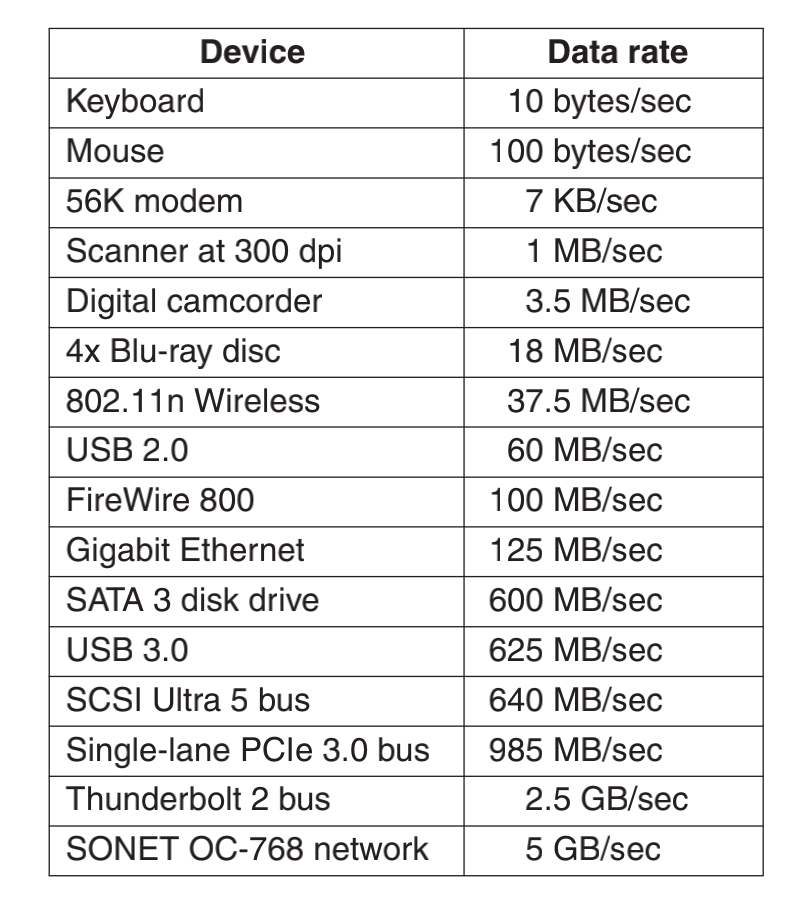 Device Data rate
Keyboard 10 bytes/sec
Mouse 100 bytes/sec
56K modem 7 KB/sec
Scanner at 300 dpi 1 MB/sec
Digital camcorder 3.5 MB/sec
4x Blu-ray disc 18 MB/sec
802.11n Wireless 37.5 MB/sec
USB 2.0 60 MB/sec
FireWire 800 100 MB/sec
Gigabit Ethernet 125 MB/sec
SATA 3 disk drive 600 MB/sec
USB 3.0 625 MB/sec
SCSI Ultra 5 bus 640 MB/sec
Single-lane PCIe 3.0 bus 985 MB/sec
Thunderbolt 2 bus 2.5 GB/sec
SONET OC-768 network 5 GB/sec